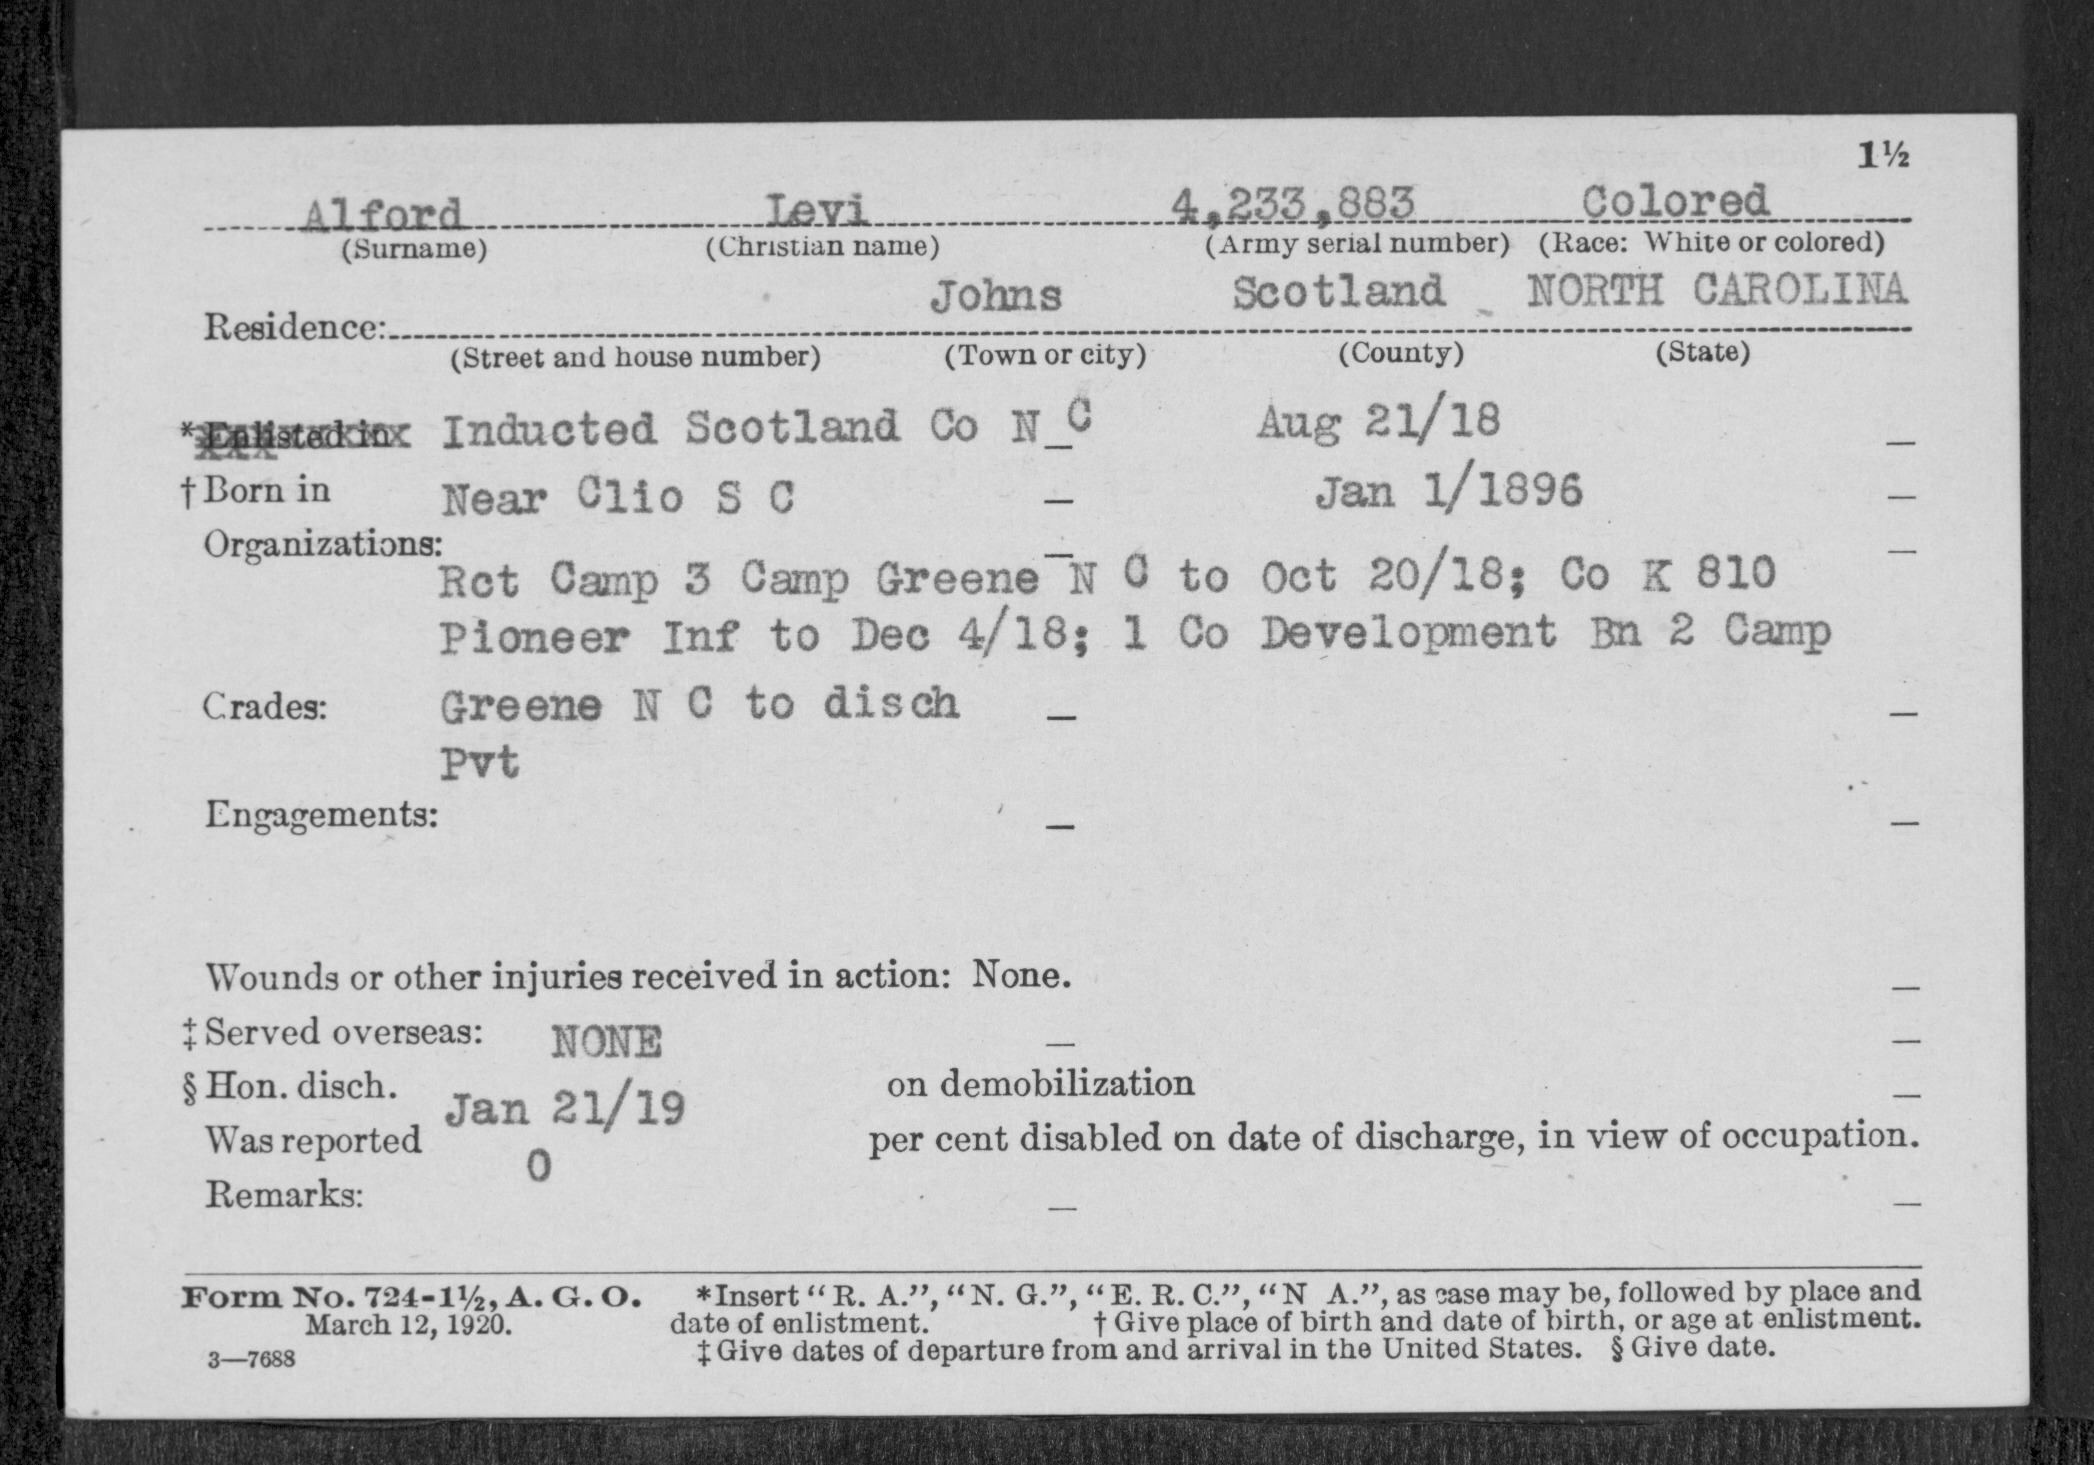 1½
Alford Levi 4,233,883 Colored
(Surname) (Christian name) (Army serial number) (Race: White or colored)
Johns Scotland NORTH CAROLINA
Residence:
(Street and house number) (Town or city) (County) (State)
*Enlisted in Inducted Scotland Co N C Aug 21/18
†Born in Near Clio S C Jan 1/1896
Organizations:
Rct Camp 3 Camp Greene N C to Oct 20/18; Co K 810
Pioneer Inf to Dec 4/18; 1 Co Development Bn 2 Camp
Grades: Greene N C to disch
Pvt
Engagements:
Wounds or other injuries received in action: None.
‡Served overseas: NONE
§Hon. disch. Jan 21/19 on demobilization
Was reported 0 per cent disabled on date of discharge, in view of occupation.
Remarks:
Form No. 724-1½, A. G. O. *Insert "R. A.", "N. G.", "E. R. C.", "N A.", as case may be, followed by place and
March 12, 1920. date of enlistment. †Give place of birth and date of birth, or age at enlistment.
3—7688 ‡Give dates of departure from and arrival in the United States. §Give date.